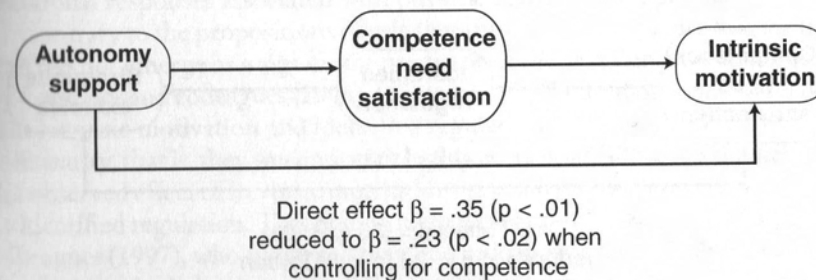 Autonomy
support
Competence
need
satisfaction
Intrinsic
motivation
Direct effect β = .35 (p < .01)
reduced to β = .23 (p < .02) when
controlling for competence